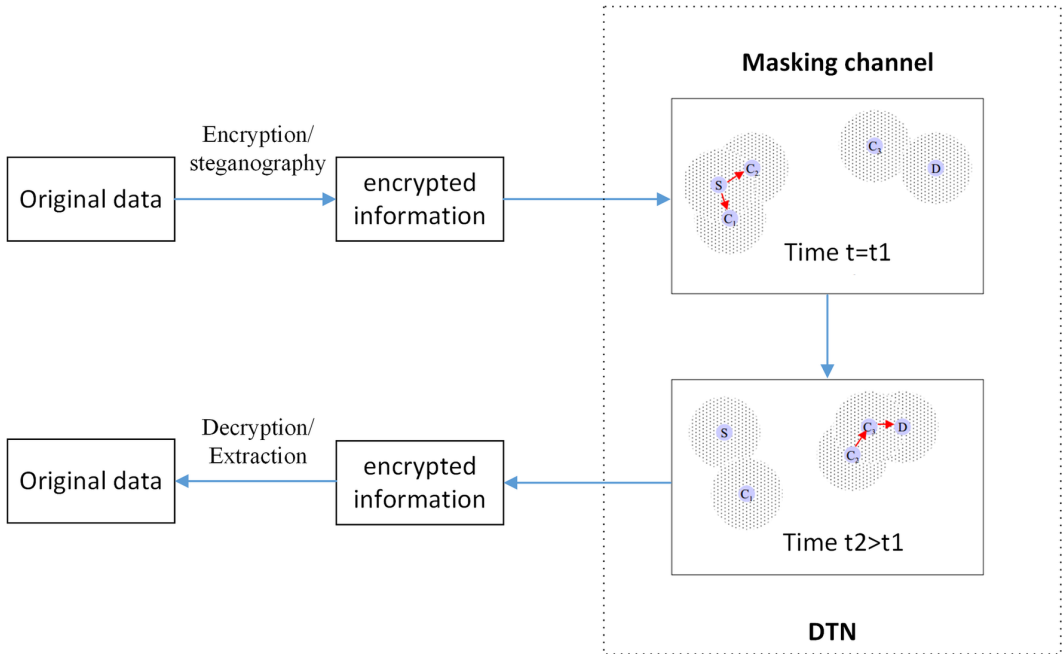 Masking channel
Encryption/
steganography
Original data
encrypted
information
S
C₂
C₁
C₃
D
Time t=t1
Decryption/
Extraction
Original data
encrypted
information
S
C₁
C₂
C₃
D
Time t2>t1
DTN